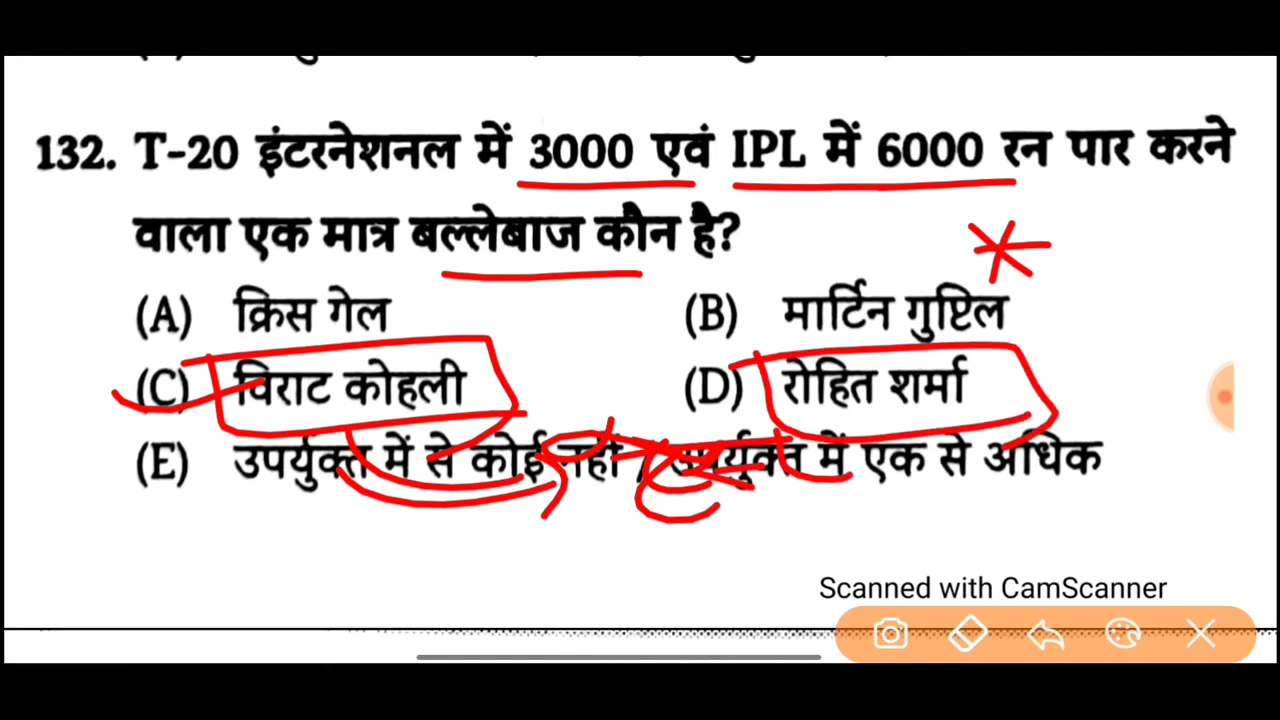 132. T-20 इंटरनेशनल में 3000 एवं IPL में 6000 रन पार करने
वाला एक मात्र बल्लेबाज कौन है?
(A) क्रिस गेल (B) मार्टिन गुप्टिल
(C) विराट कोहली (D) रोहित शर्मा
(E) उपर्युक्त में से कोई नहीं / उपर्युक्त में एक से अधिक
Scanned with CamScanner